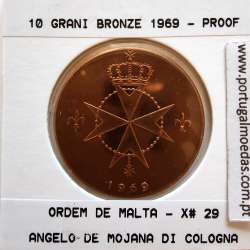 10 GRANI BRONZE 1969 - PROOF
1969
ORDEM DE MALTA - X# 29
ANGELO DE MOJANA DI COLOGNA
www.portugalmoedas.com.pt